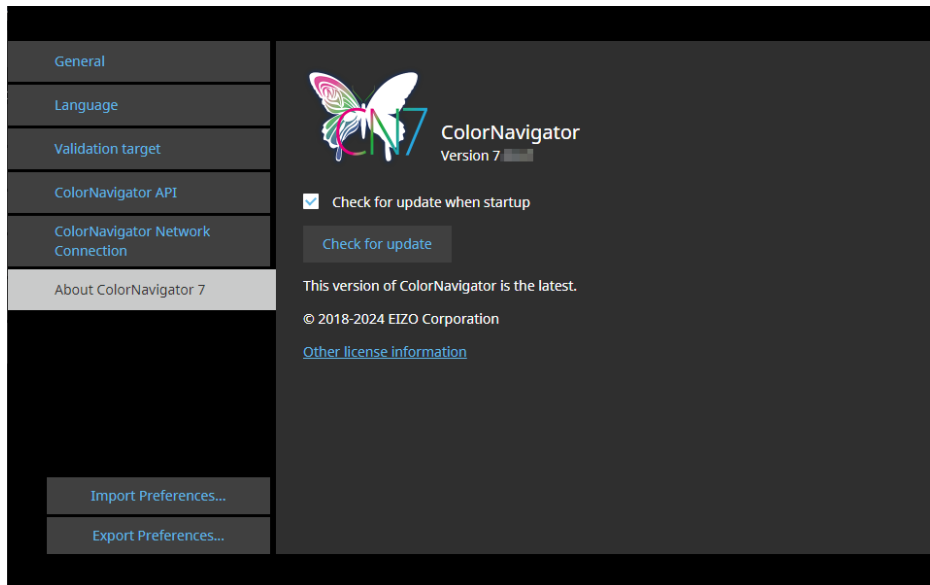 General
Language
Validation target
ColorNavigator API
ColorNavigator Network
Connection
About ColorNavigator 7
Import Preferences...
Export Preferences...
CN7
ColorNavigator
Version 7
Check for update when startup
Check for update
This version of ColorNavigator is the latest.
© 2018-2024 EIZO Corporation
Other license information